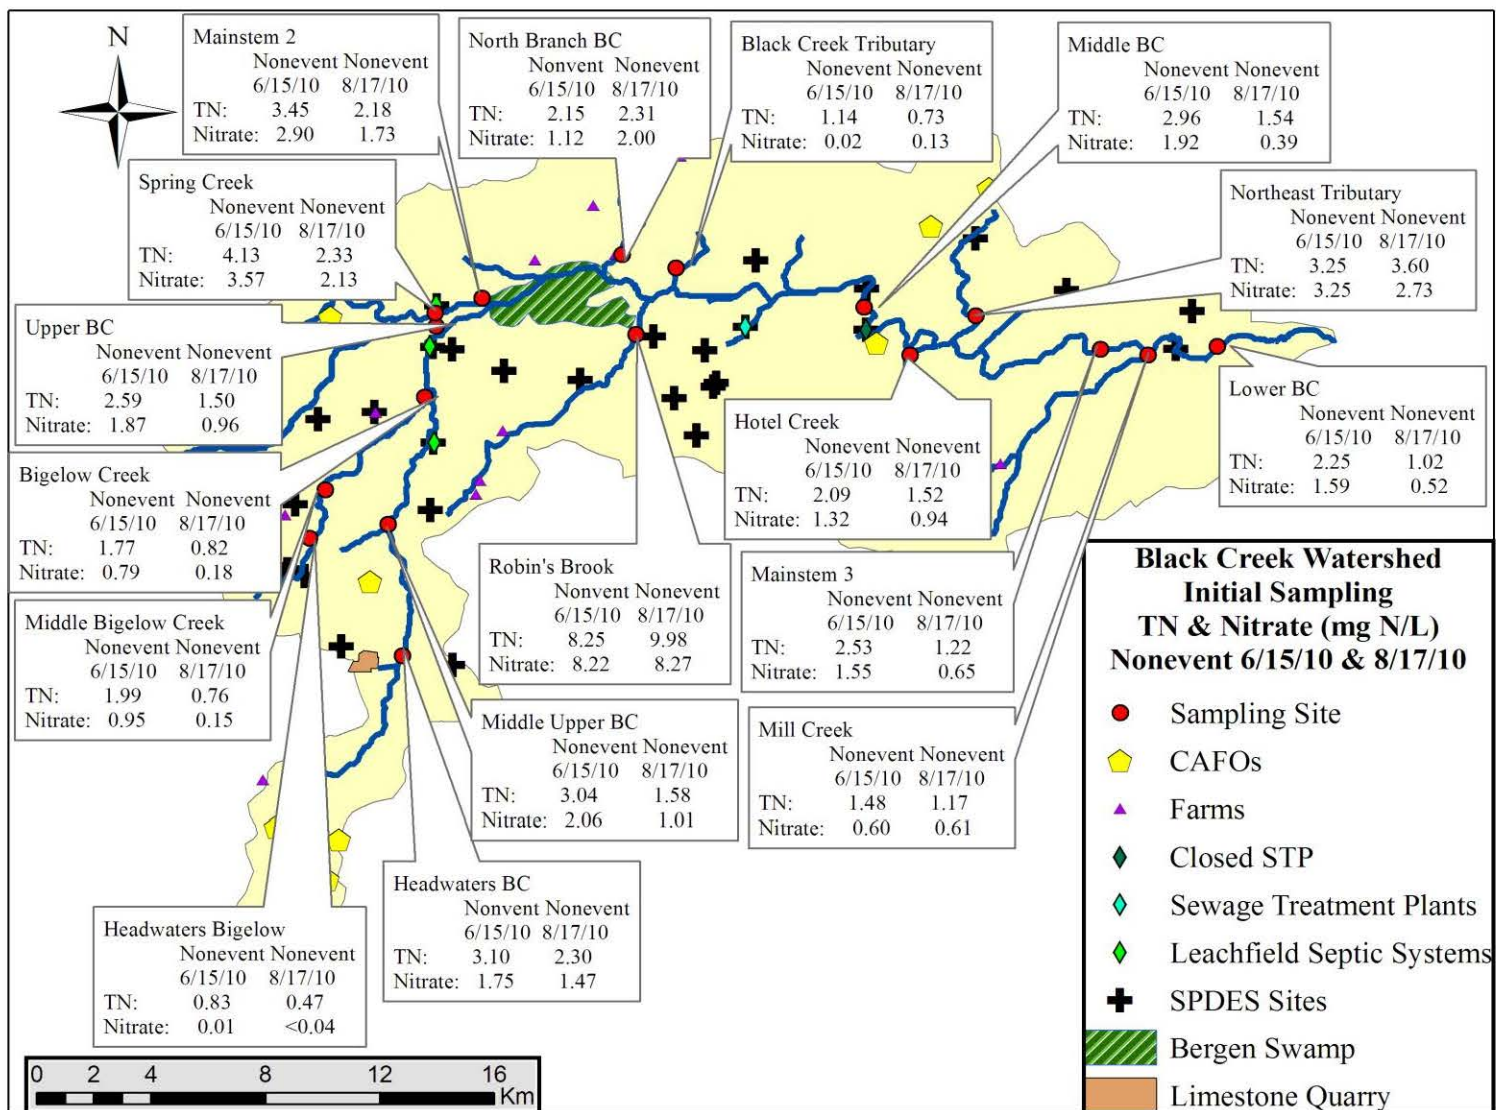 N
Mainstem 2
Nonevent Nonevent
6/15/10 8/17/10
TN: 3.45 2.18
Nitrate: 2.90 1.73
North Branch BC
Nonvent Nonevent
6/15/10 8/17/10
TN: 2.15 2.31
Nitrate: 1.12 2.00
Black Creek Tributary
Nonevent Nonevent
6/15/10 8/17/10
TN: 1.14 0.73
Nitrate: 0.02 0.13
Middle BC
Nonevent Nonevent
6/15/10 8/17/10
TN: 2.96 1.54
Nitrate: 1.92 0.39
Spring Creek
Nonevent Nonevent
6/15/10 8/17/10
TN: 4.13 2.33
Nitrate: 3.57 2.13
Northeast Tributary
Nonevent Nonevent
6/15/10 8/17/10
TN: 3.25 3.60
Nitrate: 3.25 2.73
Upper BC
Nonevent Nonevent
6/15/10 8/17/10
TN: 2.59 1.50
Nitrate: 1.87 0.96
Lower BC
Nonevent Nonevent
6/15/10 8/17/10
TN: 2.25 1.02
Nitrate: 1.59 0.52
Hotel Creek
Nonevent Nonevent
6/15/10 8/17/10
TN: 2.09 1.52
Nitrate: 1.32 0.94
Bigelow Creek
Nonevent Nonevent
6/15/10 8/17/10
TN: 1.77 0.82
Nitrate: 0.79 0.18
Robin's Brook
Nonevent Nonevent
6/15/10 8/17/10
TN: 8.25 9.98
Nitrate: 8.22 8.27
Mainstem 3
Nonevent Nonevent
6/15/10 8/17/10
TN: 2.53 1.22
Nitrate: 1.55 0.65
Middle Bigelow Creek
Nonevent Nonevent
6/15/10 8/17/10
TN: 1.99 0.76
Nitrate: 0.95 0.15
Middle Upper BC
Nonevent Nonevent
6/15/10 8/17/10
TN: 3.04 1.58
Nitrate: 2.06 1.01
Mill Creek
Nonevent Nonevent
6/15/10 8/17/10
TN: 1.48 1.17
Nitrate: 0.60 0.61
Headwaters BC
Nonvent Nonevent
6/15/10 8/17/10
TN: 3.10 2.30
Nitrate: 1.75 1.47
Headwaters Bigelow
Nonevent Nonevent
6/15/10 8/17/10
TN: 0.83 0.47
Nitrate: 0.01 <0.04
Black Creek Watershed
Initial Sampling
TN & Nitrate (mg N/L)
Nonevent 6/15/10 & 8/17/10
Sampling Site
CAFOs
Farms
Closed STP
Sewage Treatment Plants
Leachfield Septic Systems
SPDES Sites
Bergen Swamp
Limestone Quarry
0 2 4 8 12 16
Km